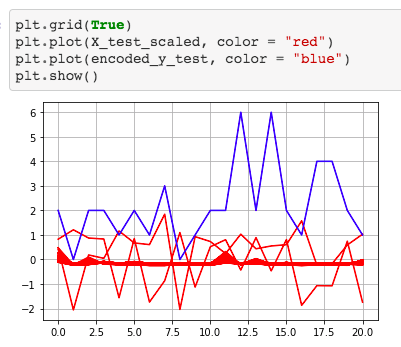 plt.grid(True)
plt.plot(X_test_scaled, color = "red")
plt.plot(encoded_y_test, color = "blue")
plt.show()
6
5
4
3
2
1
0
−1
−2
0.0 2.5 5.0 7.5 10.0 12.5 15.0 17.5 20.0